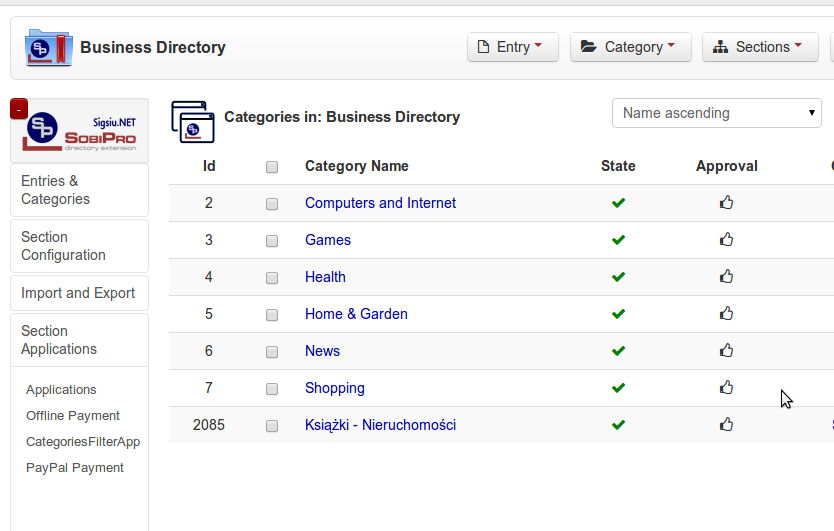 Business Directory
Entry
Category
Sections
-
SP
Sigsiu.NET
SOBIPRO
directory extension
Entries &
Categories
Section
Configuration
Import and Export
Section
Applications
Applications
Offline Payment
CategoriesFilterApp
PayPal Payment
Categories in: Business Directory
Name ascending
Id Category Name State Approval
2 Computers and Internet
3 Games
4 Health
5 Home & Garden
6 News
7 Shopping
2085 Książki - Nieruchomości